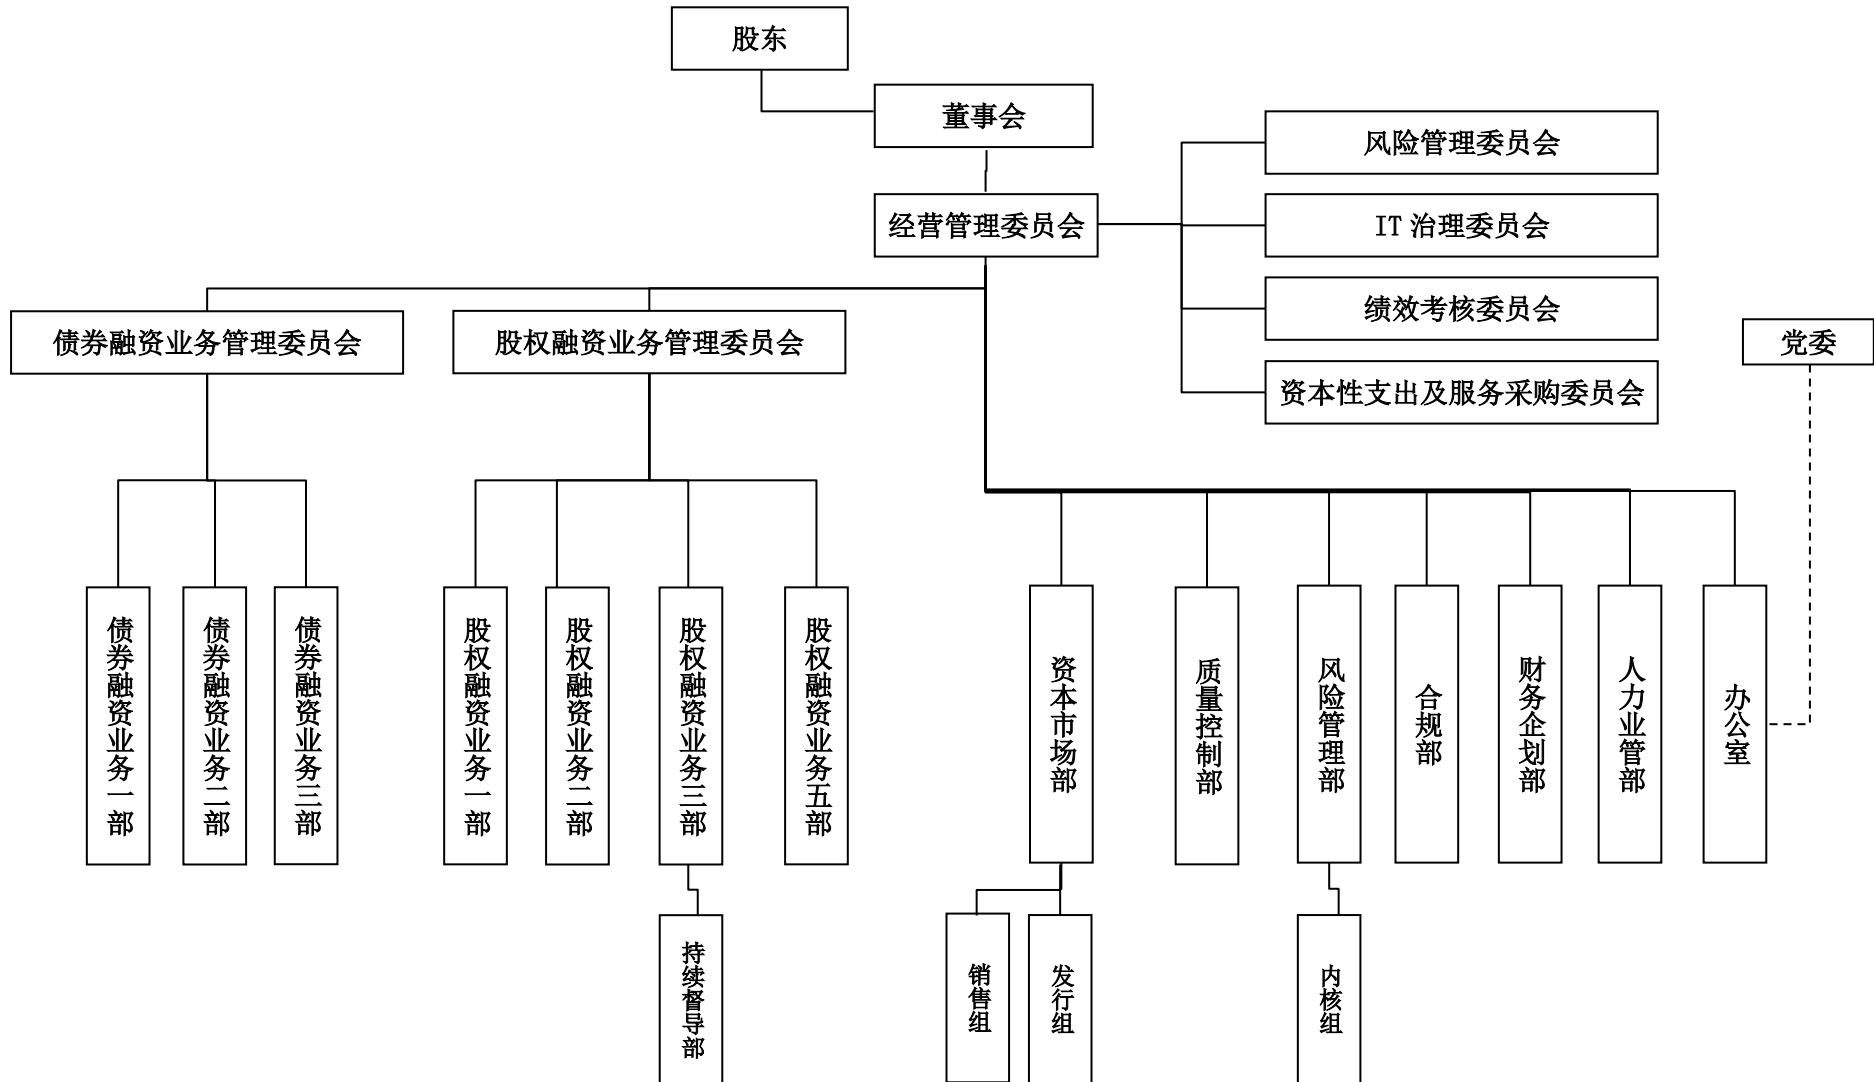 股东
董事会
风险管理委员会
经营管理委员会
IT 治理委员会
绩效考核委员会
债券融资业务管理委员会
股权融资业务管理委员会
党委
资本性支出及服务采购委员会
债券融资业务一部
债券融资业务二部
债券融资业务三部
股权融资业务一部
股权融资业务二部
股权融资业务三部
股权融资业务五部
资本市场部
质量控制部
风险管理部
合规部
财务企划部
人力业管部
办公室
持续督导部
销售组
发行组
内核组